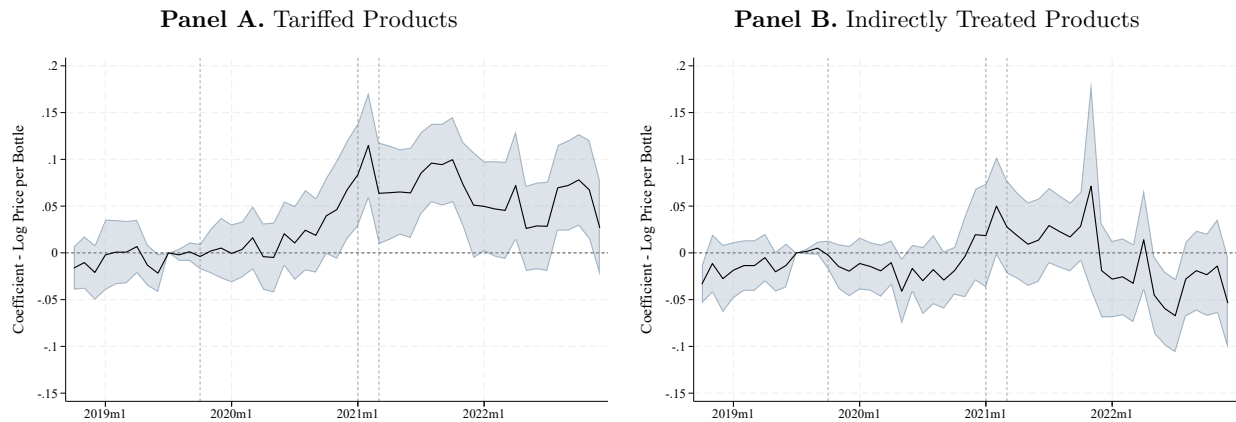 Panel A. Tariffed Products
Coefficient - Log Price per Bottle
.2
.15
.1
.05
0
-.05
-.1
-.15
2019m1 2020m1 2021m1 2022m1
Panel B. Indirectly Treated Products
Coefficient - Log Price per Bottle
.2
.15
.1
.05
0
-.05
-.1
-.15
2019m1 2020m1 2021m1 2022m1